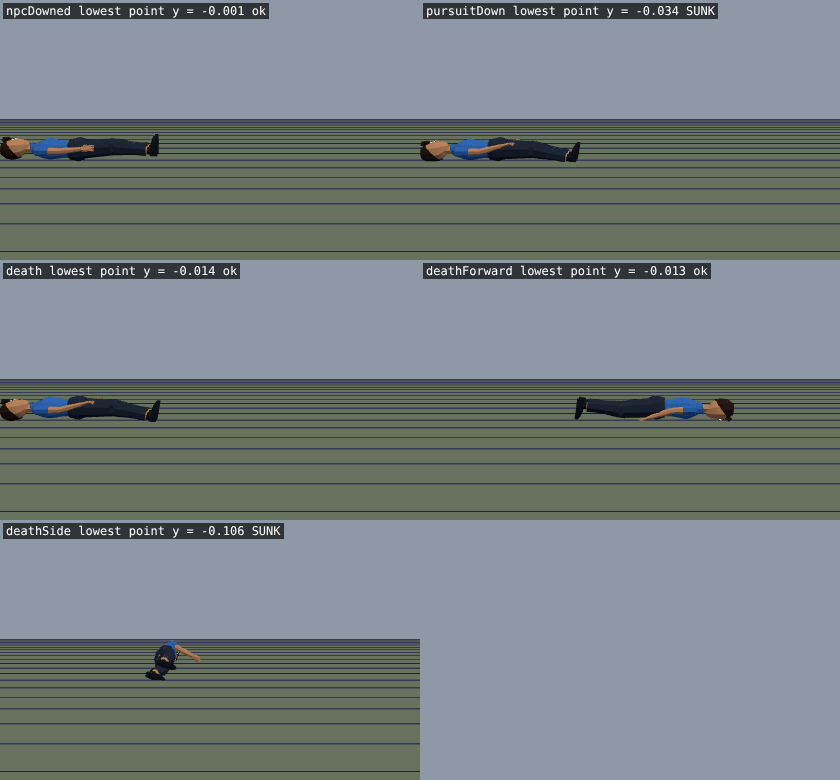 npcDowned lowest point y = -0.001 ok
pursuitDown lowest point y = -0.034 SUNK
death lowest point y = -0.014 ok
deathForward lowest point y = -0.013 ok
deathSide lowest point y = -0.106 SUNK